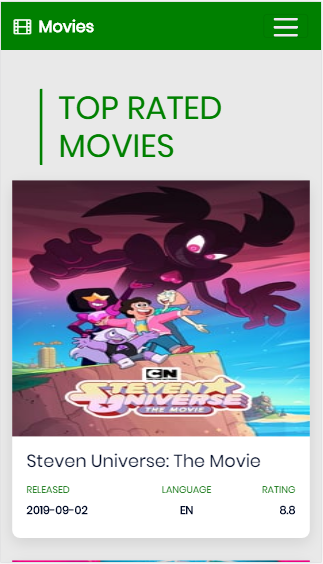 Movies
TOP RATED
MOVIES
CN
STEVEN
UNIVERSE
THE MOVIE
Steven Universe: The Movie
RELEASED LANGUAGE RATING
2019-09-02 EN 8.8